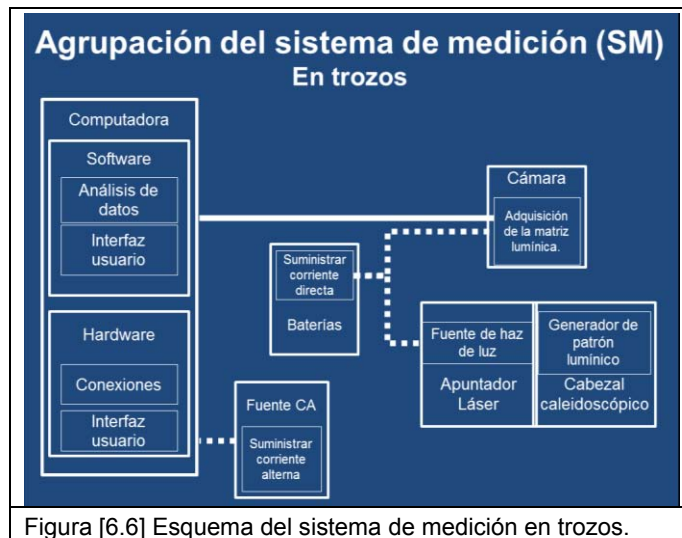 Agrupación del sistema de medición (SM)
En trozos
Computadora
Software
Análisis de
datos
Interfaz
usuario
Hardware
Conexiones
Interfaz
usuario
Cámara
Adquisición
de la matriz
lumínica.
Suministrar
corriente
directa
Baterías
Fuente de haz
de luz
Apuntador
Láser
Generador de
patrón
lumínico
Cabezal
caleidoscópico
Fuente CA
Suministrar
corriente
alterna
Figura [6.6] Esquema del sistema de medición en trozos.